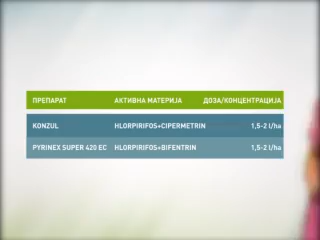 ПРЕПАРАТ АКТИВНА МАТЕРИЈА ДОЗА/КОНЦЕНТРАЦИЈА
KONZUL HLORPIRIFOS+CIPERMETRIN 1,5-2 l/ha
PYRINEX SUPER 420 EC HLORPIRIFOS+BIFENTRIN 1,5-2 l/ha